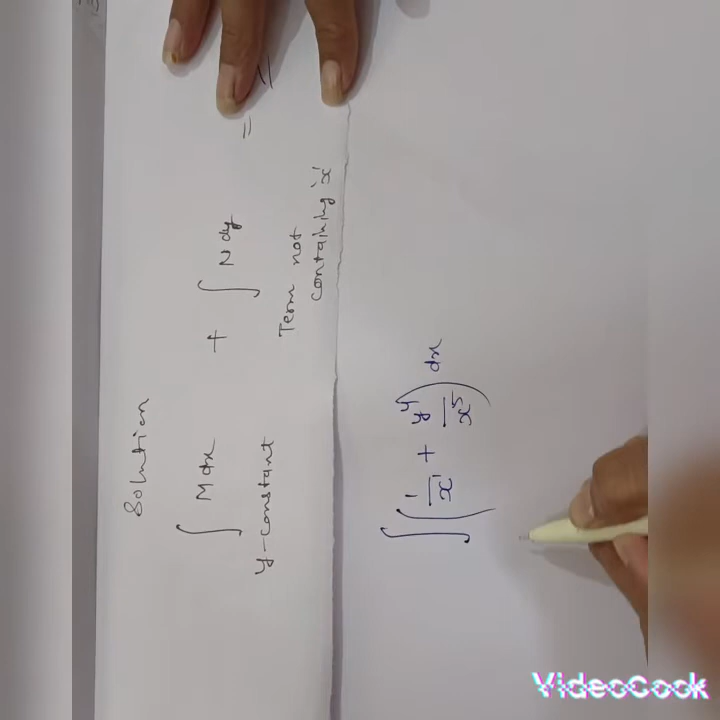 Solution
∫ M dx + ∫ N dy =
y-constant Term not
containing 'x'
∫ ( 1/x + y⁴/x⁵ ) dx
VideoCook